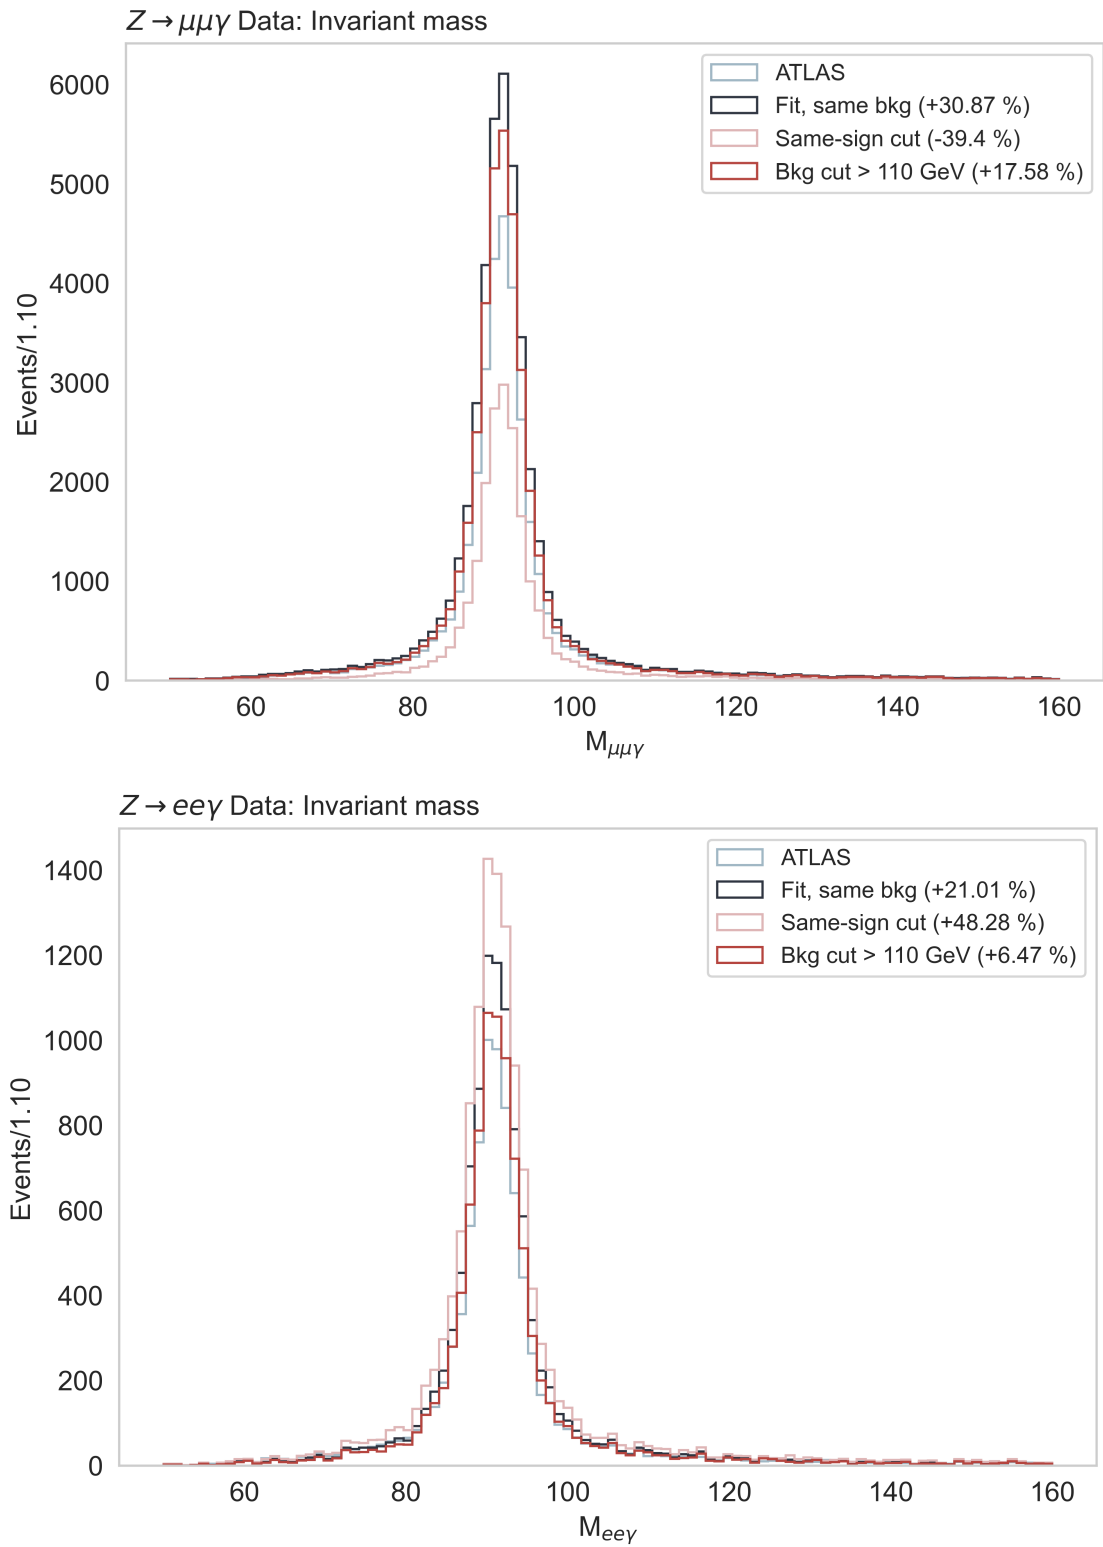 Z → μμγ Data: Invariant mass
ATLAS
Fit, same bkg (+30.87 %)
Same-sign cut (-39.4 %)
Bkg cut > 110 GeV (+17.58 %)
6000
5000
4000
3000
2000
1000
0
Events/1.10
60 80 100 120 140 160
Mμμγ
Z → eeγ Data: Invariant mass
ATLAS
Fit, same bkg (+21.01 %)
Same-sign cut (+48.28 %)
Bkg cut > 110 GeV (+6.47 %)
1400
1200
1000
800
600
400
200
0
Events/1.10
60 80 100 120 140 160
Meeγ